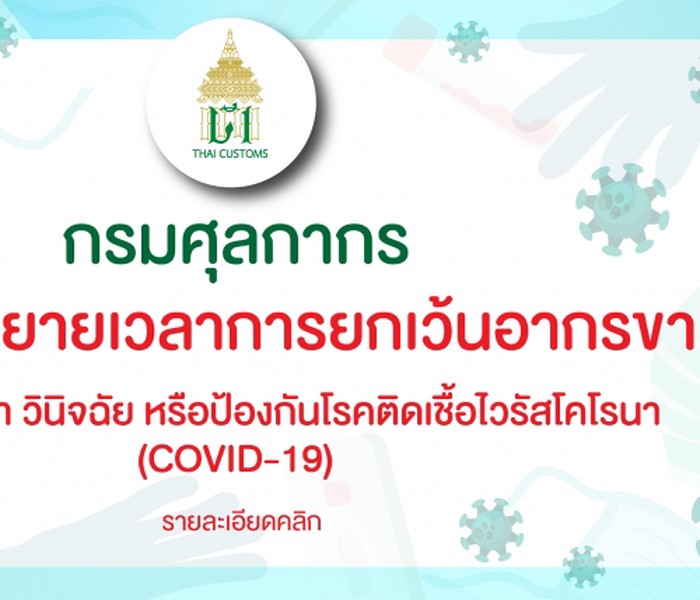 THAI CUSTOMS
กรมศุลกากร
ยายเวลาการยกเว้นอากรขา
า วินิจฉัย หรือป้องกันโรคติดเชื้อไวรัสโคโรนา
(COVID-19)
รายละเอียดคลิก